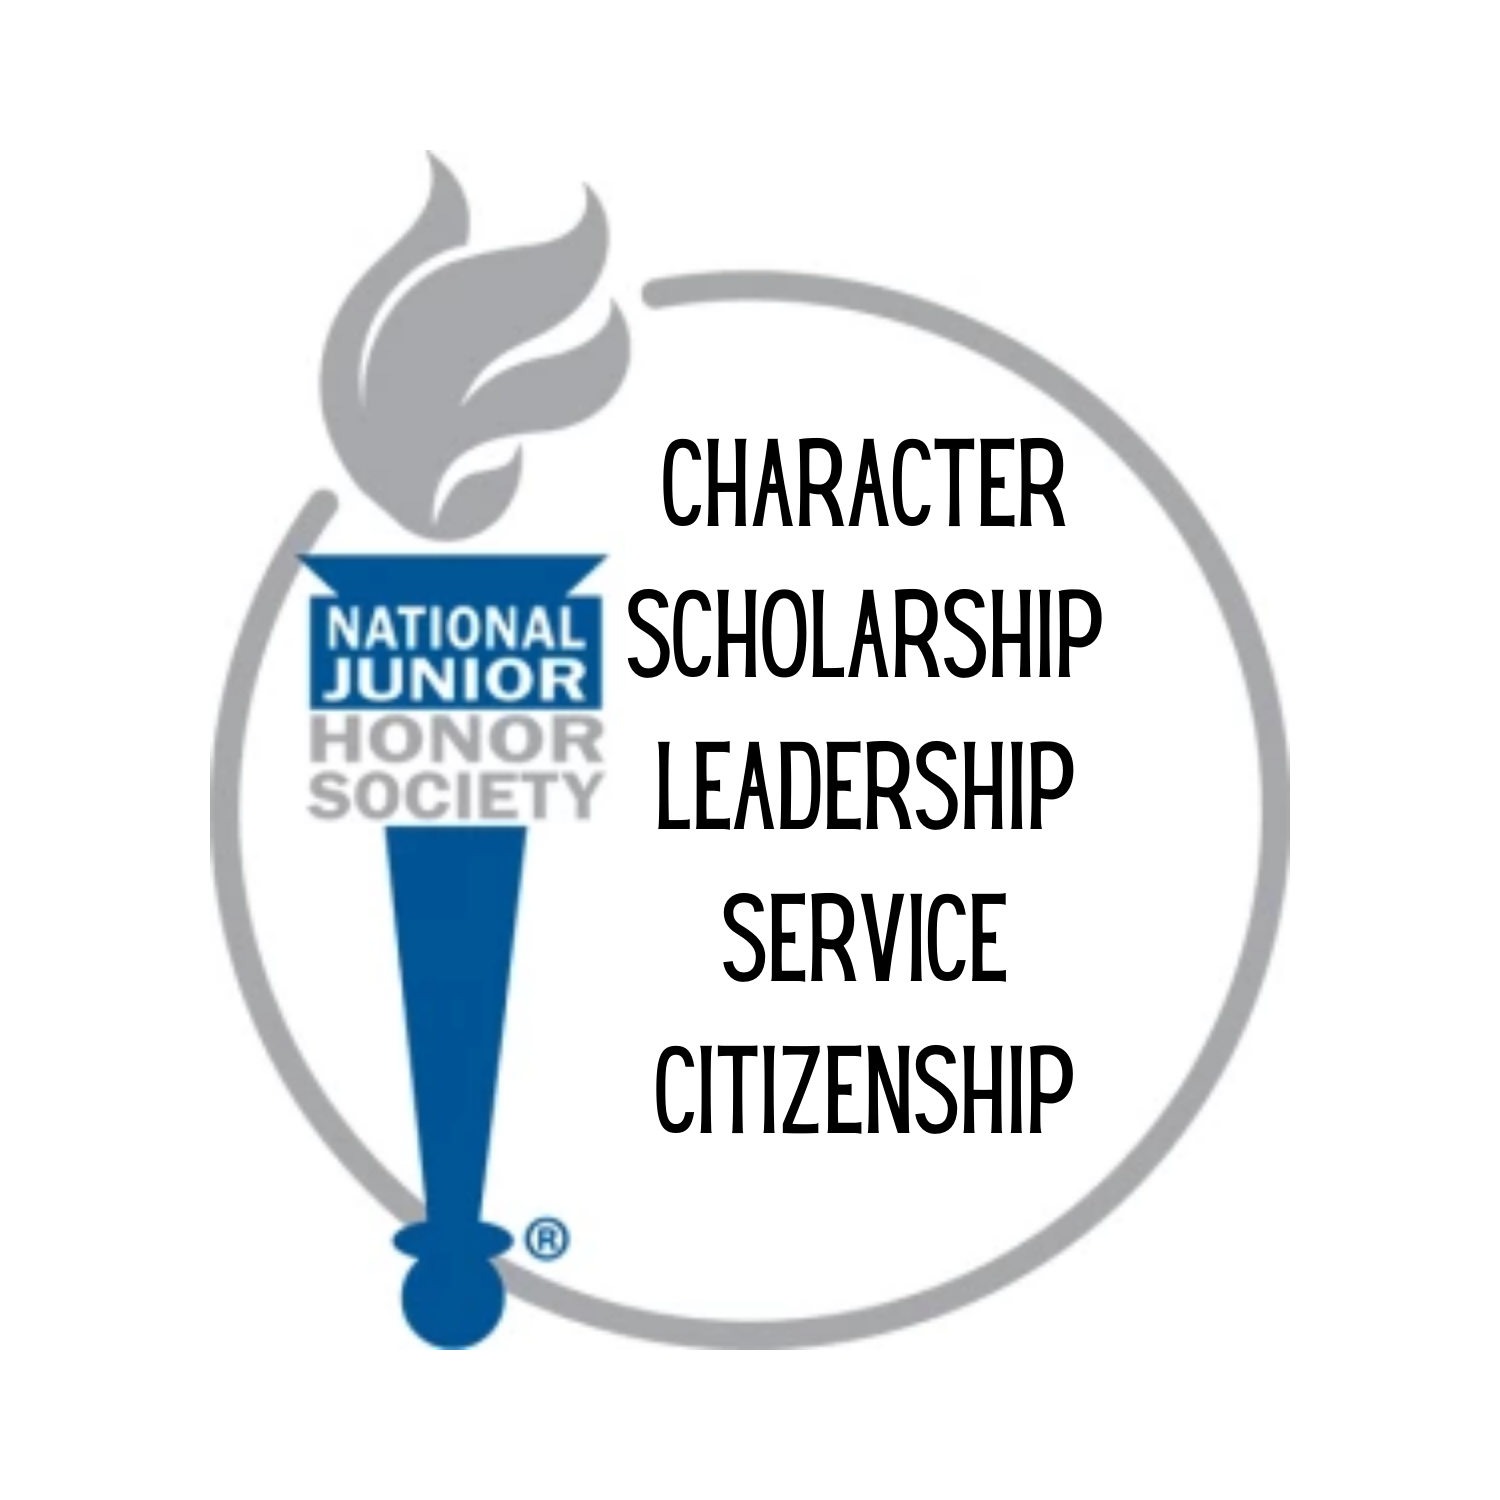 NATIONAL
JUNIOR
HONOR
SOCIETY
®
CHARACTER
SCHOLARSHIP
LEADERSHIP
SERVICE
CITIZENSHIP